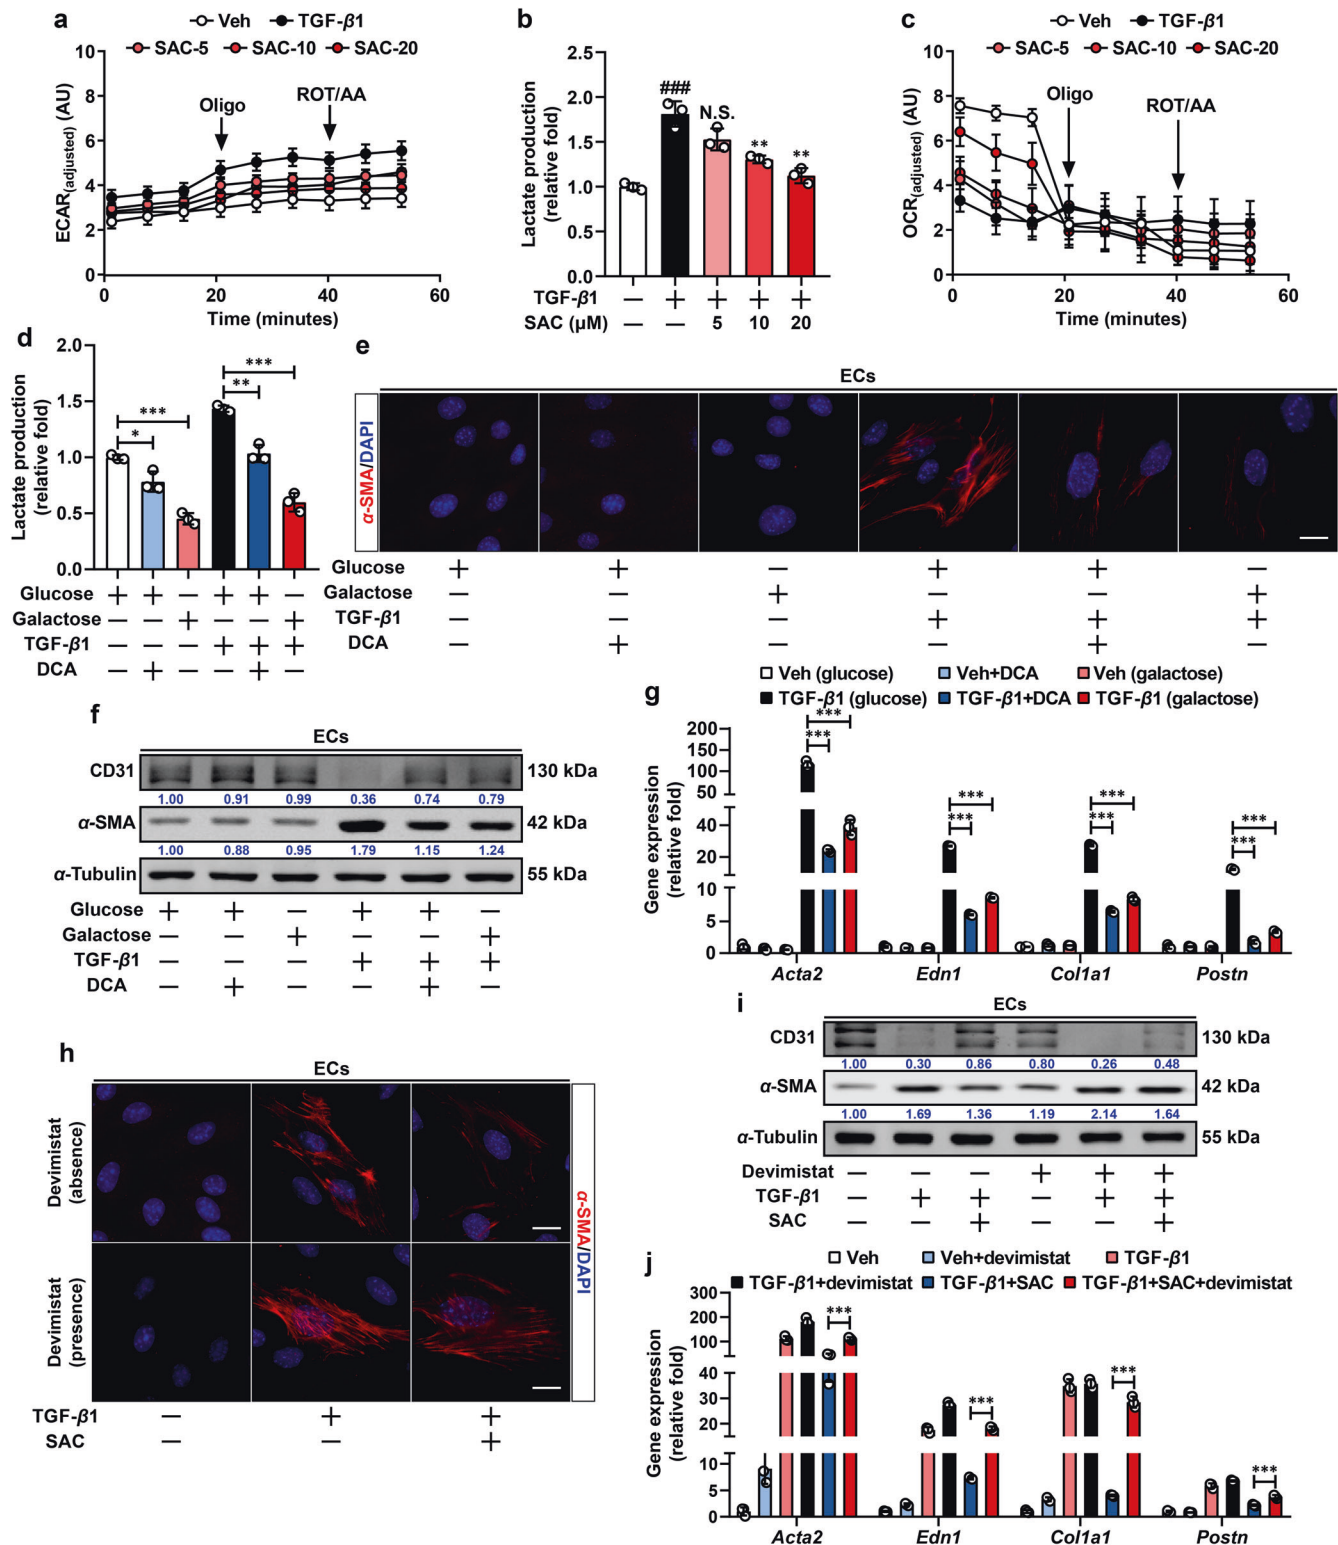 a
Veh TGF-β1
SAC-5 SAC-10 SAC-20
ECAR(adjusted) (AU)
10
8
6
4
2
0
Oligo
ROT/AA
0 20 40 60
Time (minutes)
b
Lactate production
(relative fold)
2.5
2.0
1.5
1.0
0.5
0.0
###
N.S.
**
**
TGF-β1 — + + + +
SAC (μM) — — 5 10 20
c
Veh TGF-β1
SAC-5 SAC-10 SAC-20
OCR(adjusted) (AU)
10
8
6
4
2
0
Oligo
ROT/AA
0 20 40 60
Time (minutes)
d
Lactate production
(relative fold)
2.0
1.5
1.0
0.5
0.0
***
*
***
**
Glucose + + — + + —
Galactose — — + — — +
TGF-β1 — — — + + +
DCA — + — — + —
e
ECs
α-SMA/DAPI
Glucose + + — + + —
Galactose — — + — — +
TGF-β1 — — — + + +
DCA — + — — + —
f
ECs
CD31 130 kDa
1.00 0.91 0.99 0.36 0.74 0.79
α-SMA 42 kDa
1.00 0.88 0.95 1.79 1.15 1.24
α-Tubulin 55 kDa
Glucose + + — + + —
Galactose — — + — — +
TGF-β1 — — — + + +
DCA — + — — + —
g
Veh (glucose) Veh+DCA Veh (galactose)
TGF-β1 (glucose) TGF-β1+DCA TGF-β1 (galactose)
Gene expression
(relative fold)
200
150
100
50
40
20
10
5
0
***
***
***
***
***
***
***
***
Acta2 Edn1 Col1a1 Postn
h
ECs
Devimistat
(absence)
Devimistat
(presence)
α-SMA/DAPI
TGF-β1 — + +
SAC — — +
i
ECs
CD31 130 kDa
1.00 0.30 0.86 0.80 0.26 0.48
α-SMA 42 kDa
1.00 1.69 1.36 1.19 2.14 1.64
α-Tubulin 55 kDa
Devimistat — — — + + +
TGF-β1 — + + — + +
SAC — — + — — +
j
Veh Veh+devimistat TGF-β1
TGF-β1+devimistat TGF-β1+SAC TGF-β1+SAC+devimistat
Gene expression
(relative fold)
300
200
100
40
30
20
10
5
0
***
***
***
***
Acta2 Edn1 Col1a1 Postn